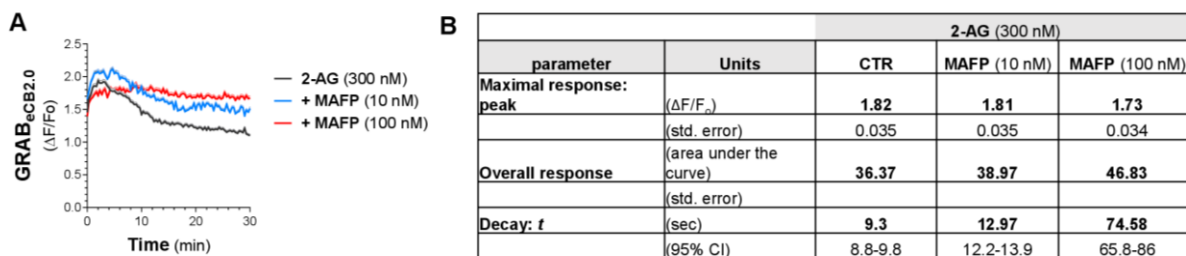 A
GRAB eCB2.0
(ΔF/Fo)
2.5
2.0
1.5
1.0
0.5
0.0
0 10 20 30
Time (min)
2-AG (300 nM)
+ MAFP (10 nM)
+ MAFP (100 nM)
B
2-AG (300 nM)
parameter Units CTR MAFP (10 nM) MAFP (100 nM)
Maximal response:
peak (ΔF/Fo) 1.82 1.81 1.73
(std. error) 0.035 0.035 0.034
(area under the
Overall response curve) 36.37 38.97 46.83
(std. error)
Decay: t (sec) 9.3 12.97 74.58
(95% CI) 8.8-9.8 12.2-13.9 65.8-86